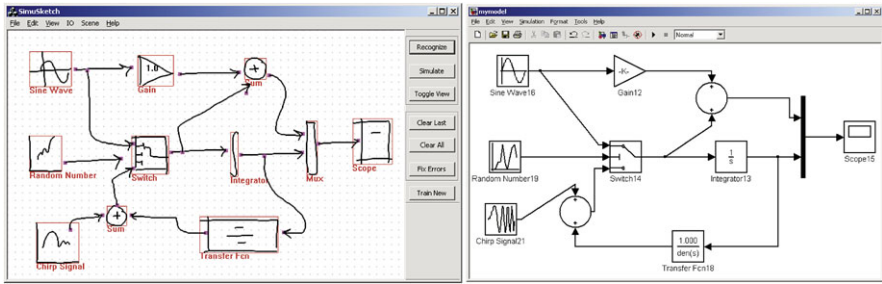 SimuSketch
File Edit View IO Scene Help
1.0
Sine Wave
Gain
Sum
Random Number
Switch
Integrator
Mux
Scope
Sum
Chirp Signal
Transfer Fcn
Recognize
Simulate
Toggle View
Clear Last
Clear All
Fix Errors
Train New
mymodel
File Edit View Simulation Format Tools Help
Normal
Sine Wave16
-K-
Gain12
Random Number19
Switch14
1
s
Integrator13
Scope15
Chirp Signal21
1.000
den(s)
Transfer Fcn18